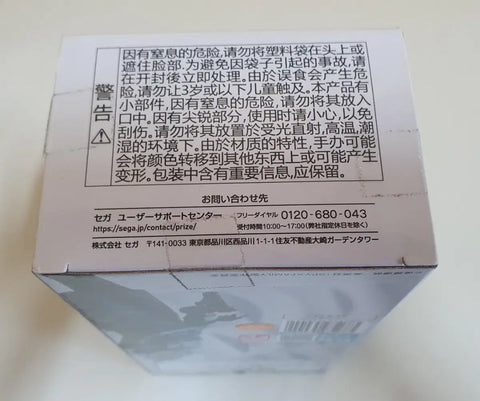 警告
因有窒息的危险,请勿将塑料袋在头上或
遮住脸部.为避免因袋子引起的事故,请
在开封後立即处理。由於误食会产生危
险,请勿让3岁或以下儿童触及。本产品有
小部件,因有窒息的危险,请勿将其放入
口中。因有尖锐部分,使用时请小心,以免
刮伤。请勿将其放置於受光直射,高温,潮
湿的环境下。由於材质的特性,手办可能
会将颜色转移到其他东西上或可能产生
变形。包装中含有重要信息,应保留。
お問い合わせ先
セガ ユーザーサポートセンター フリーダイヤル 0120-680-043
https://sega.jp/contact/prize/ 受付時間10:00〜17:00(弊社指定休日を除く)
株式会社 セガ 〒141-0033 東京都品川区西品川1-1-1住友不動産大崎ガーデンタワー